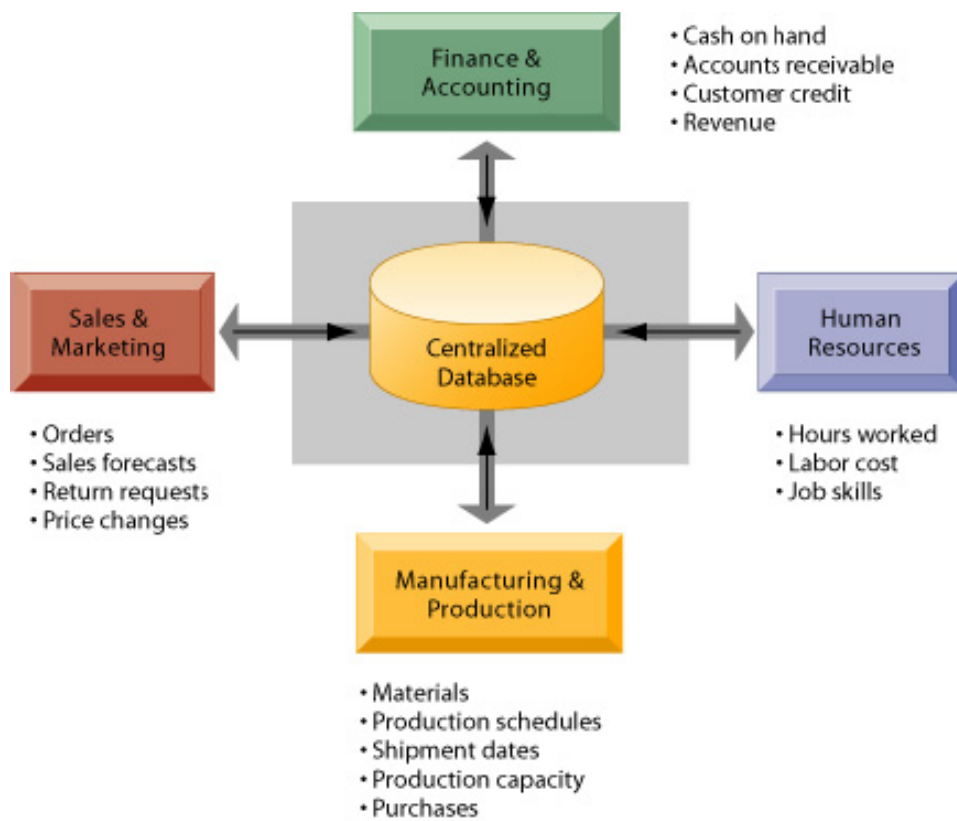 Finance &
Accounting
• Cash on hand
• Accounts receivable
• Customer credit
• Revenue
Sales &
Marketing
Centralized
Database
Human
Resources
• Orders
• Sales forecasts
• Return requests
• Price changes
• Hours worked
• Labor cost
• Job skills
Manufacturing &
Production
• Materials
• Production schedules
• Shipment dates
• Production capacity
• Purchases